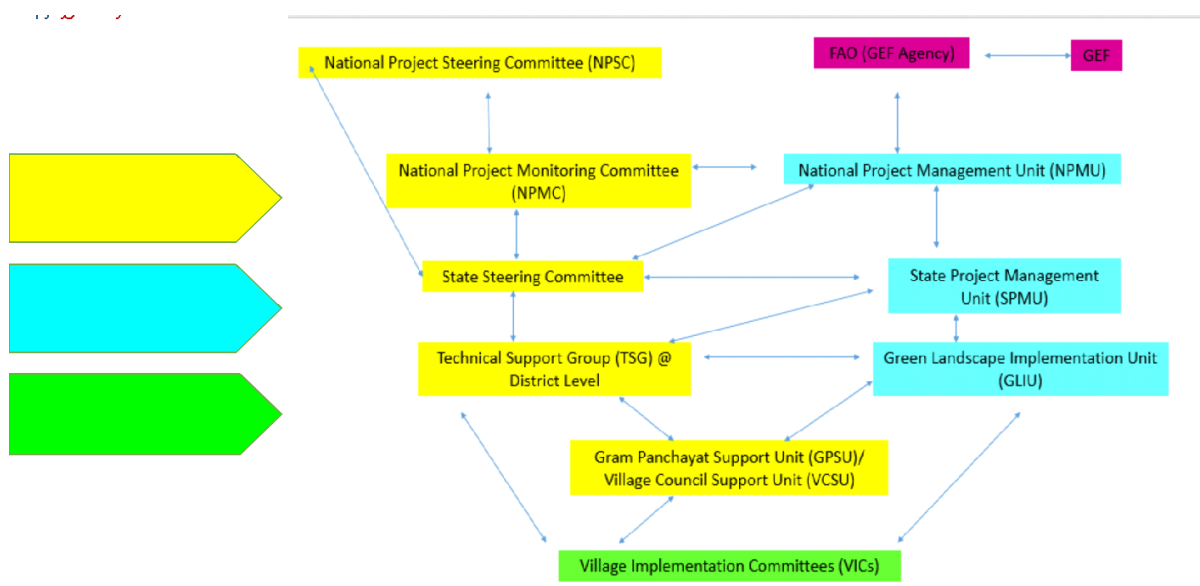 National Project Steering Committee (NPSC)
FAO (GEF Agency)
GEF
National Project Monitoring Committee
(NPMC)
National Project Management Unit (NPMU)
State Steering Committee
State Project Management
Unit (SPMU)
Technical Support Group (TSG) @
District Level
Green Landscape Implementation Unit
(GLIU)
Gram Panchayat Support Unit (GPSU)/
Village Council Support Unit (VCSU)
Village Implementation Committees (VICs)